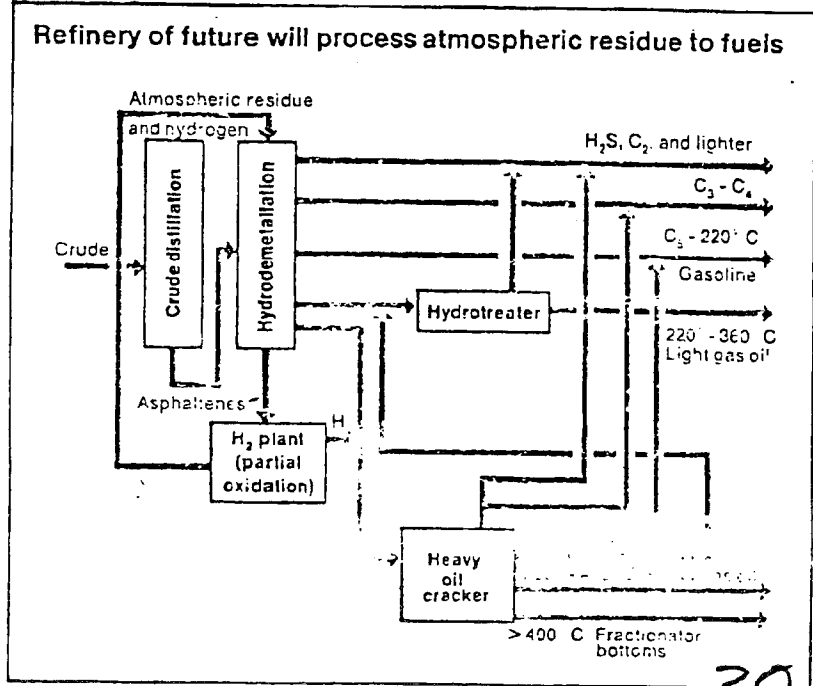 Refinery of future will process atmospheric residue to fuels
Atmospheric residue
and hydrogen
H₂S, C₂, and lighter
C₃ - C₄
Crude
Crude distillation
Hydrodemetallation
C₅ - 220° C
Gasoline
Hydrotreater
220° - 360° C
Light gas oil
Asphaltenes
H₂ plant
(partial
oxidation)
H
Heavy
oil
cracker
> 400 C Fractionator
bottoms
30